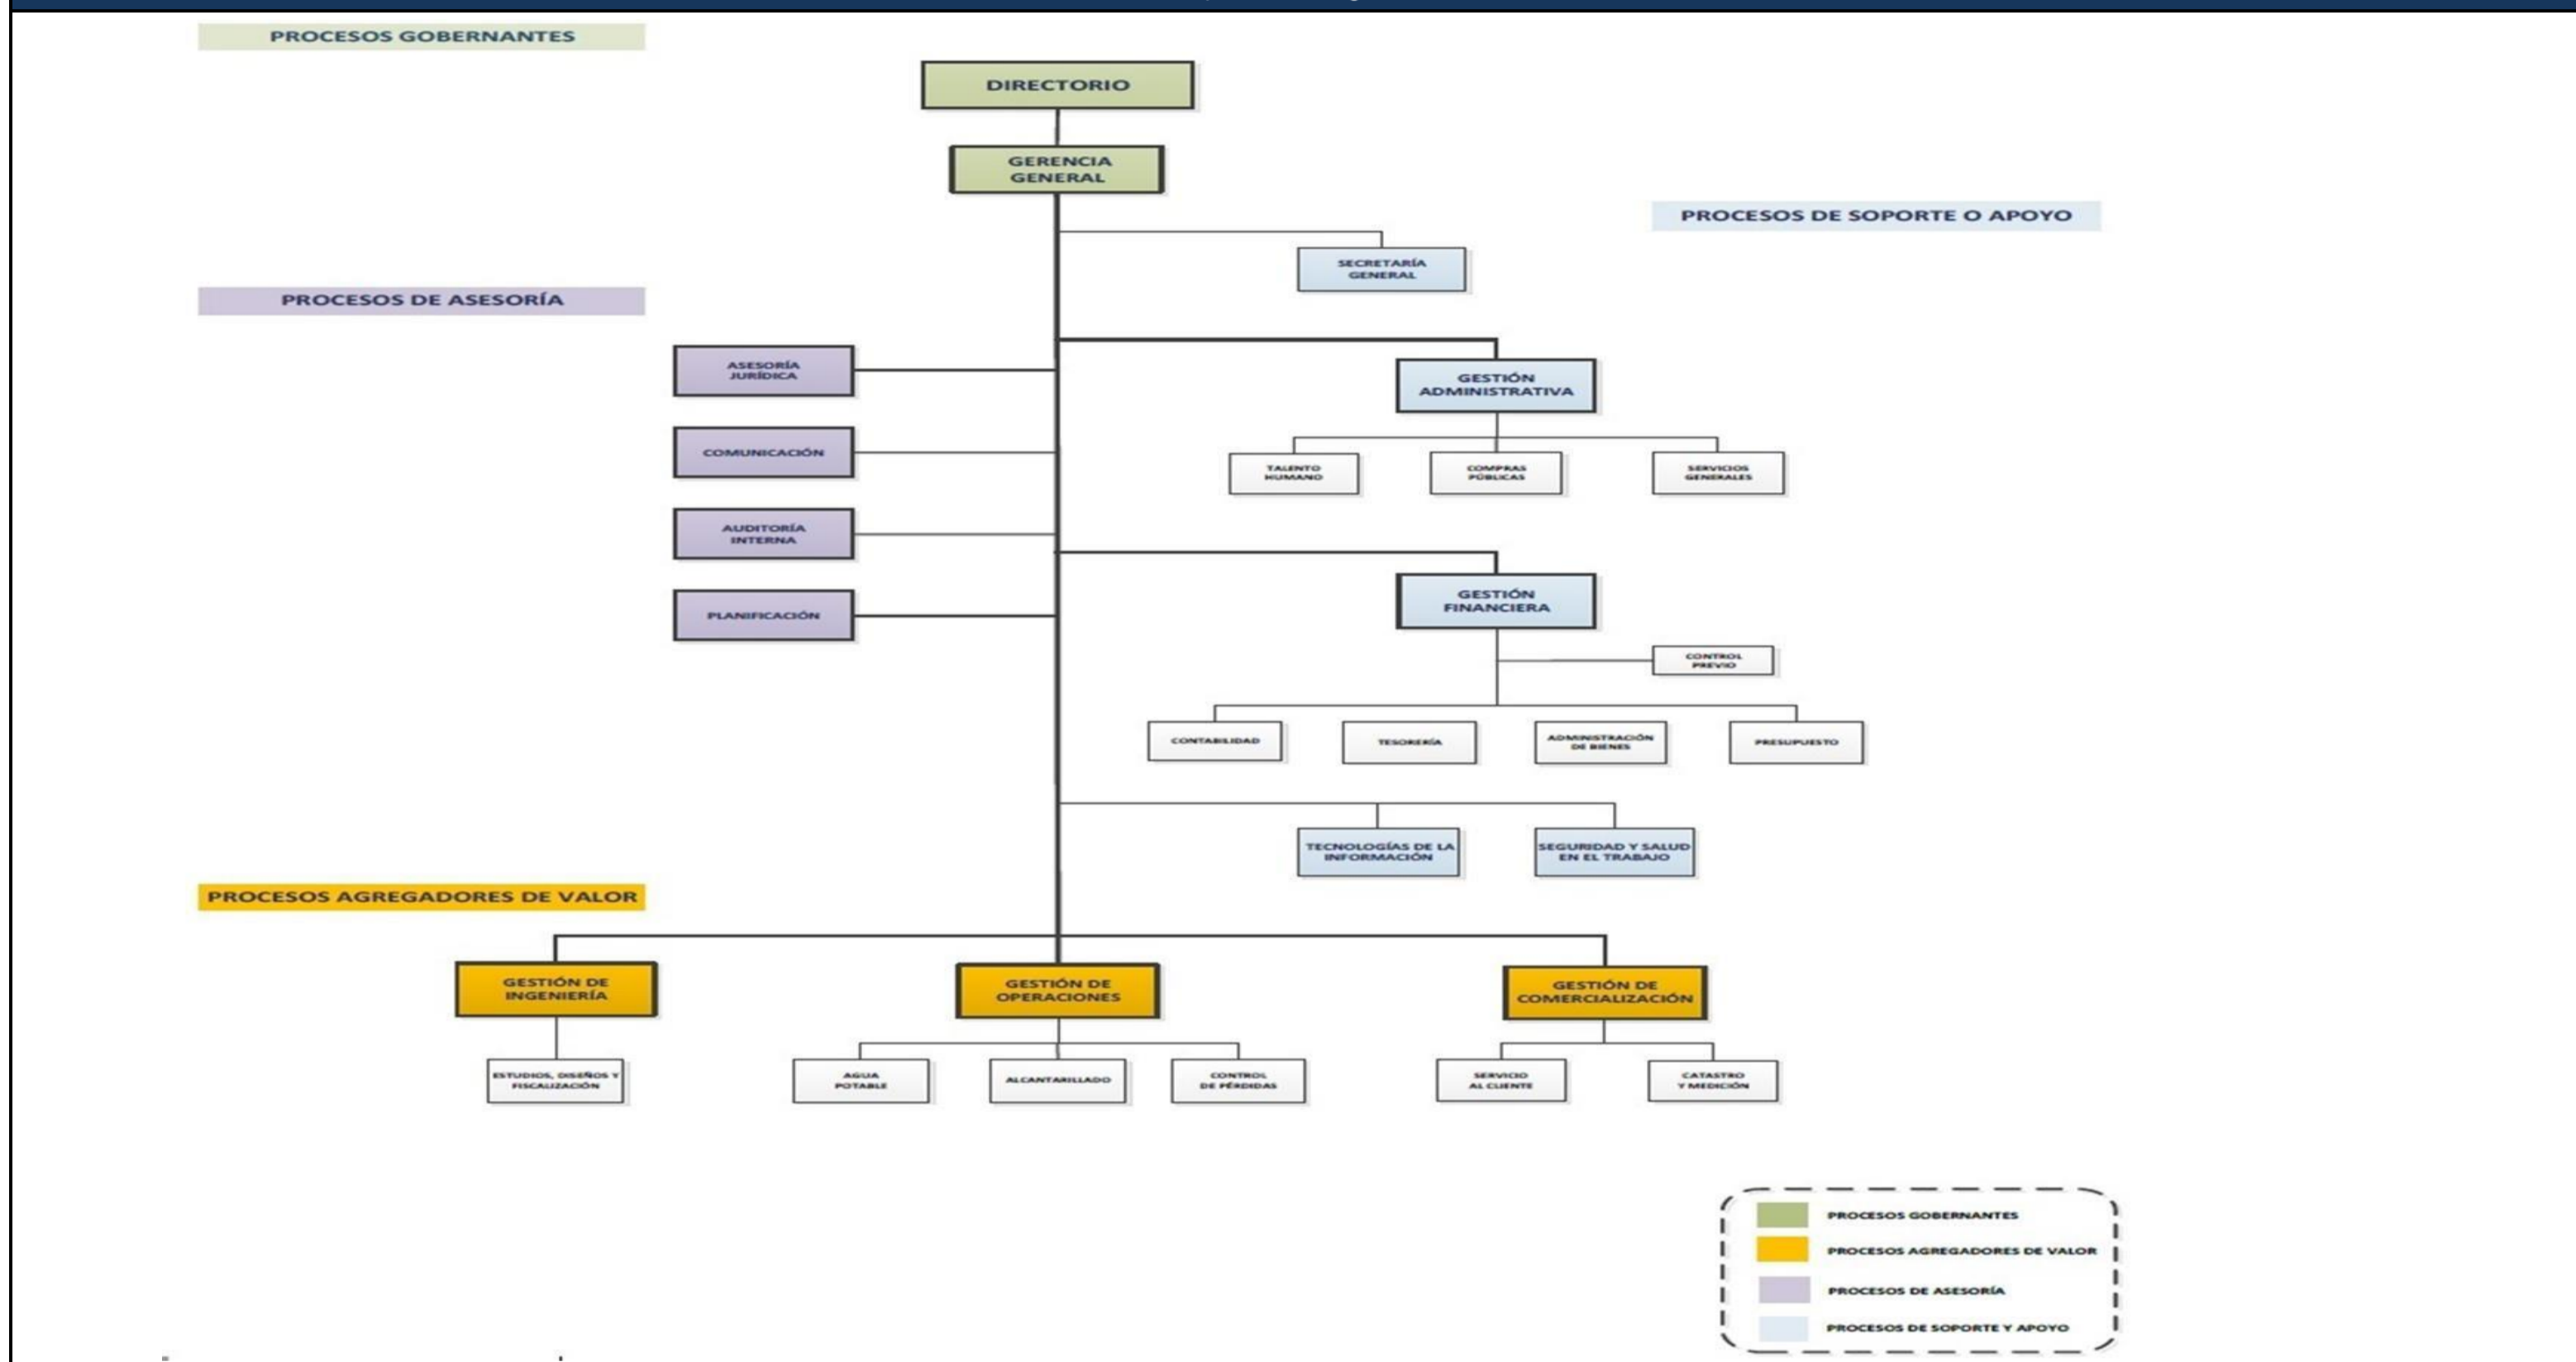 PROCESOS GOBERNANTES
DIRECTORIO
GERENCIA
GENERAL
PROCESOS DE SOPORTE O APOYO
SECRETARÍA
GENERAL
PROCESOS DE ASESORÍA
ASESORÍA
JURÍDICA
GESTIÓN
ADMINISTRATIVA
COMUNICACIÓN
TALENTO
HUMANO
COMPRAS
PÚBLICAS
SERVICIOS
GENERALES
AUDITORÍA
INTERNA
GESTIÓN
FINANCIERA
PLANIFICACIÓN
CONTROL
PREVIO
CONTABILIDAD
TESORERÍA
ADMINISTRACIÓN
DE BIENES
PRESUPUESTO
TECNOLOGÍAS DE LA
INFORMACIÓN
SEGURIDAD Y SALUD
EN EL TRABAJO
PROCESOS AGREGADORES DE VALOR
GESTIÓN DE
INGENIERÍA
GESTIÓN DE
OPERACIONES
GESTIÓN DE
COMERCIALIZACIÓN
ESTUDIOS, DISEÑOS Y
FISCALIZACIÓN
AGUA
POTABLE
ALCANTARILLADO
CONTROL
DE PÉRDIDAS
SERVICIO
AL CLIENTE
CATASTRO
Y MEDICIÓN
PROCESOS GOBERNANTES
PROCESOS AGREGADORES DE VALOR
PROCESOS DE ASESORÍA
PROCESOS DE SOPORTE Y APOYO